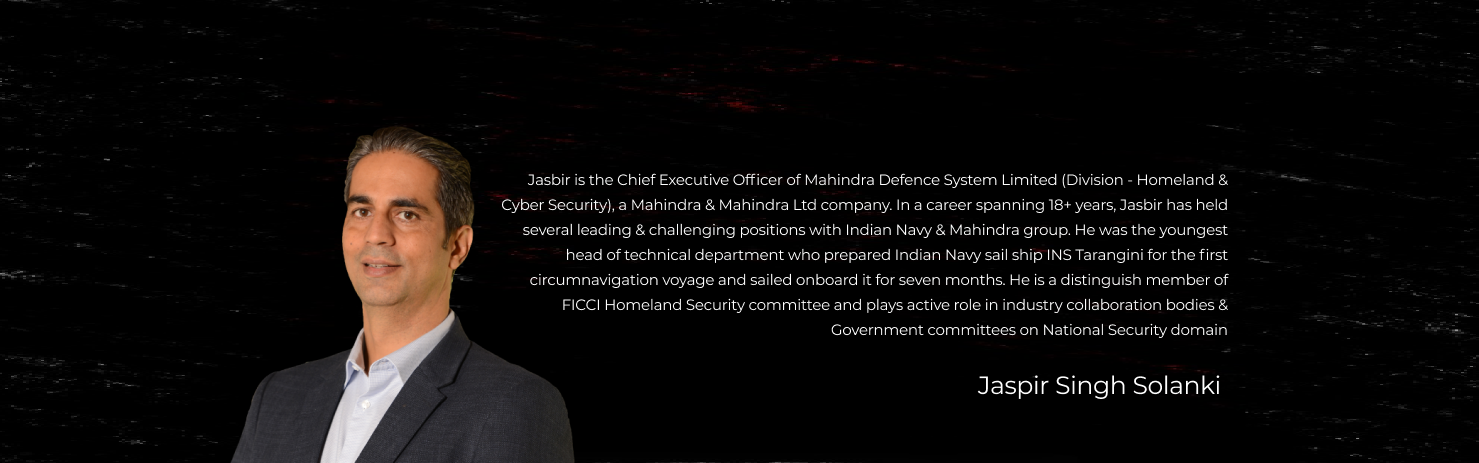 Jasbir is the Chief Executive Officer of Mahindra Defence System Limited (Division - Homeland &
Cyber Security), a Mahindra & Mahindra Ltd company. In a career spanning 18+ years, Jasbir has held
several leading & challenging positions with Indian Navy & Mahindra group. He was the youngest
head of technical department who prepared Indian Navy sail ship INS Tarangini for the first
circumnavigation voyage and sailed onboard it for seven months. He is a distinguish member of
FICCI Homeland Security committee and plays active role in industry collaboration bodies &
Government committees on National Security domain
Jaspir Singh Solanki